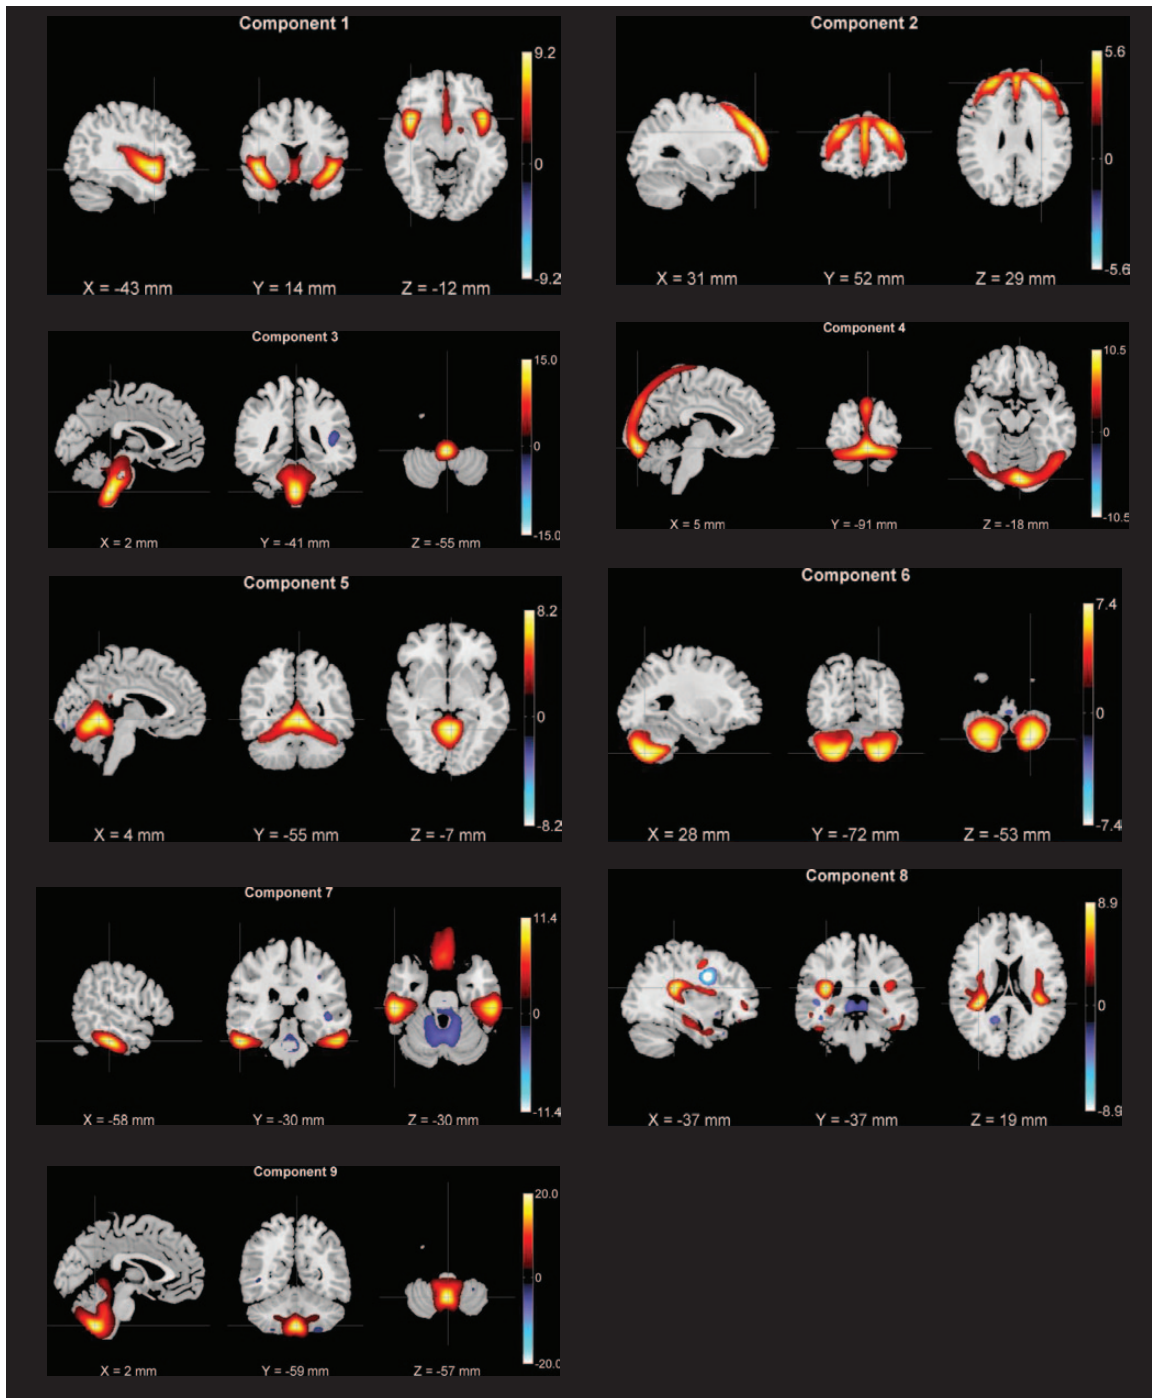 Component 1
9.2
0
-9.2
X = -43 mm Y = 14 mm Z = -12 mm
Component 2
5.6
0
-5.6
X = 31 mm Y = 52 mm Z = 29 mm
Component 3
15.0
0
-15.0
X = 2 mm Y = -41 mm Z = -55 mm
Component 4
10.5
0
-10.5
X = 5 mm Y = -91 mm Z = -18 mm
Component 5
8.2
0
-8.2
X = 4 mm Y = -55 mm Z = -7 mm
Component 6
7.4
0
-7.4
X = 28 mm Y = -72 mm Z = -53 mm
Component 7
11.4
0
-11.4
X = -58 mm Y = -30 mm Z = -30 mm
Component 8
8.9
0
-8.9
X = -37 mm Y = -37 mm Z = 19 mm
Component 9
20.0
0
-20.0
X = 2 mm Y = -59 mm Z = -57 mm